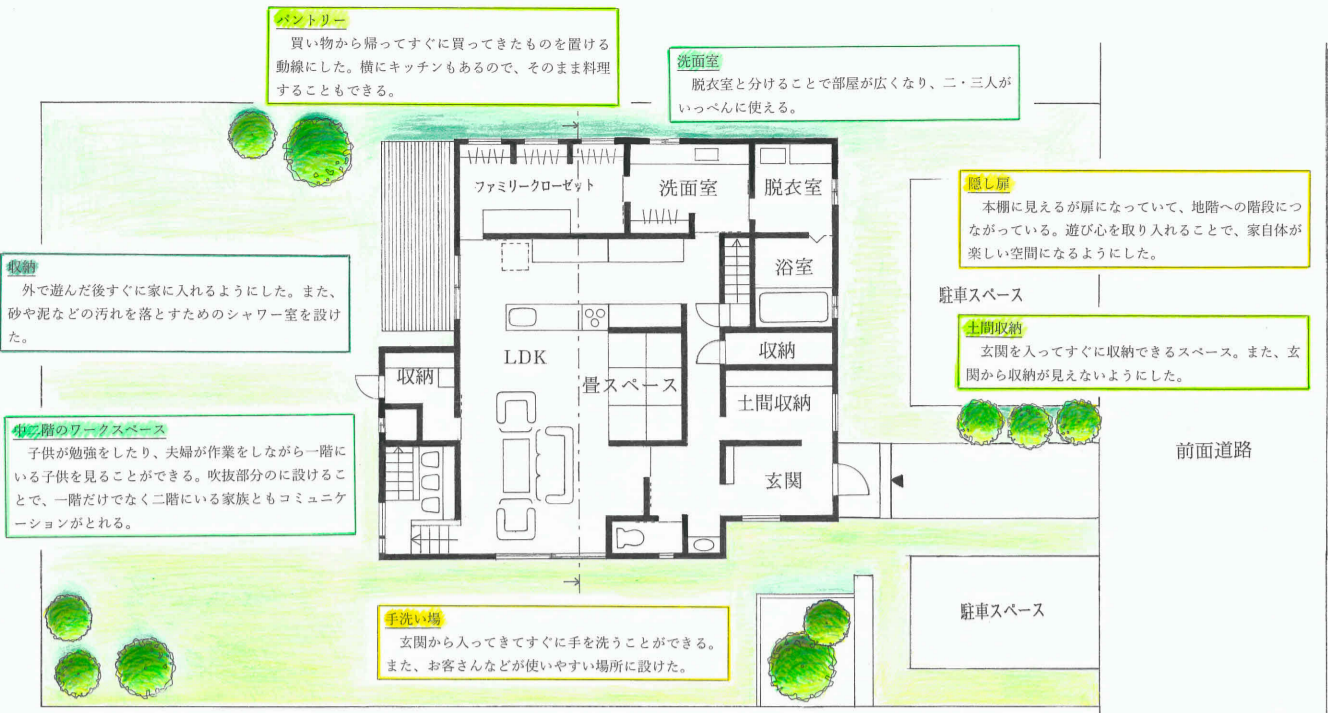 パントリー
買い物から帰ってすぐに買ってきたものを置ける
動線にした。横にキッチンもあるので、そのまま料理
することもできる。
洗面室
脱衣室と分けることで部屋が広くなり、二・三人が
いっぺんに使える。
隠し扉
本棚に見えるが扉になっていて、地階への階段につ
ながっている。遊び心を取り入れることで、家自体が
楽しい空間になるようにした。
収納
外で遊んだ後すぐに家に入れるようにした。また、
砂や泥などの汚れを落とすためのシャワー室を設け
た。
土間収納
玄関を入ってすぐに収納できるスペース。また、玄
関から収納が見えないようにした。
中二階のワークスペース
子供が勉強をしたり、夫婦が作業をしながら一階に
いる子供を見ることができる。吹抜部分のに設けるこ
とで、一階だけでなく二階にいる家族ともコミュニケ
ーションがとれる。
手洗い場
玄関から入ってきてすぐに手を洗うことができる。
また、お客さんなどが使いやすい場所に設けた。
ファミリークローゼット
洗面室
脱衣室
浴室
駐車スペース
LDK
収納
収納
畳スペース
土間収納
玄関
前面道路
駐車スペース